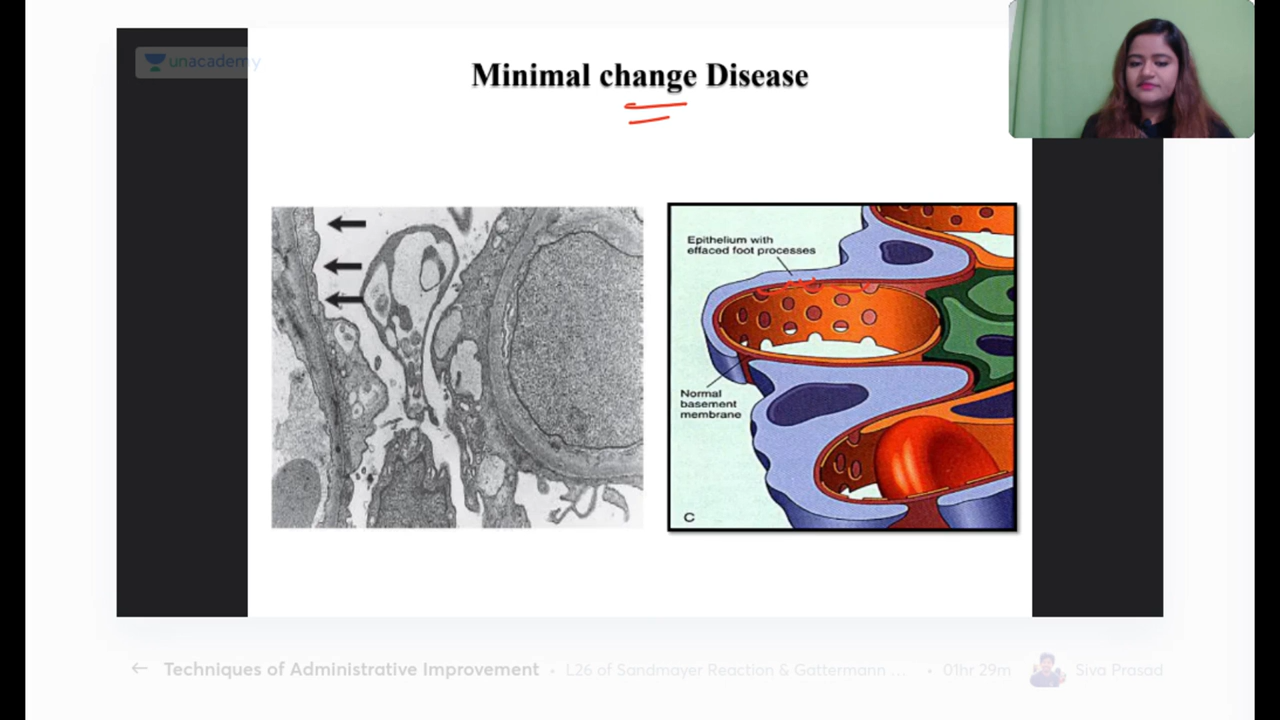 unacademy
Minimal change Disease
Epithelium with
effaced foot processes
Normal
basement
membrane
C
Techniques of Administrative Improvement • L26 of Sandmayer Reaction & Gattermann ... • 01hr 29m Siva Prasad